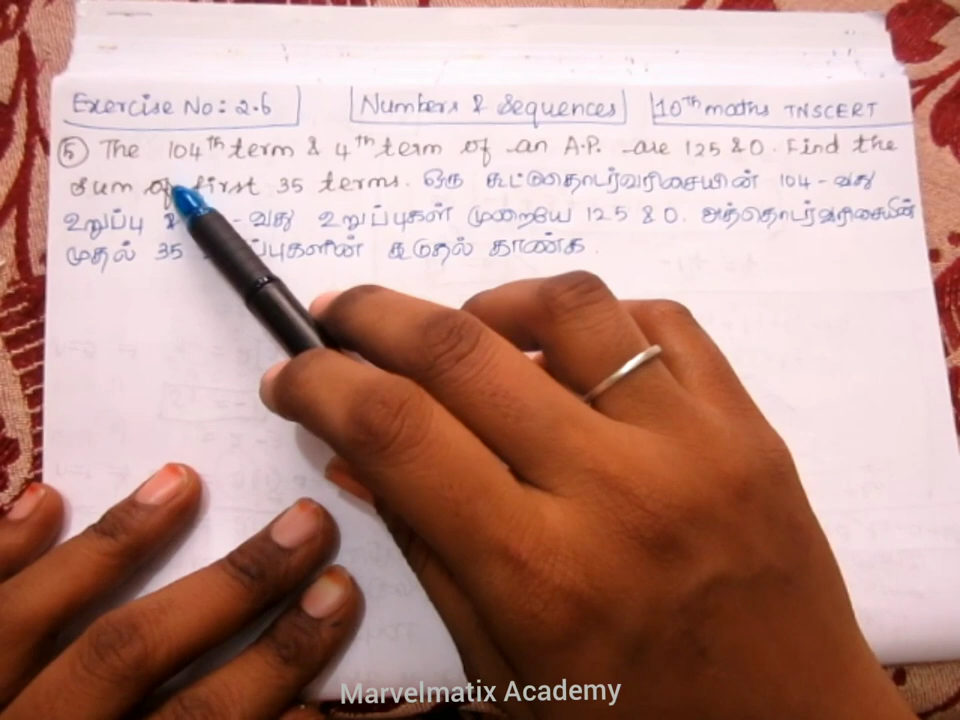 Exercise No: 2.6
Numbers & Sequences
10th maths TNSCERT
5 The 104th term & 4th term of an A.P. are 125 & 0. Find the
sum of first 35 terms. ஒரு கூட்டுதொடர்வரிசையின் 104-வது
உறுப்பு -வது உறுப்புகள் முறையே 125 & 0. அத்தொடர்வரிசையின்
முதல் 35 கூடுதல் காண்க.
Marvelmatix Academy